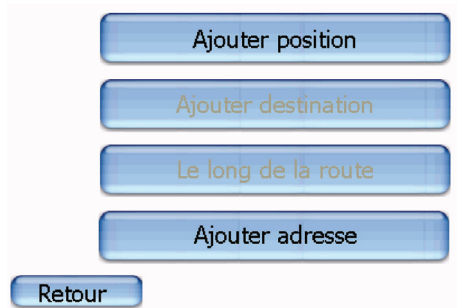 Ajouter position
Ajouter destination
Le long de la route
Ajouter adresse
Retour